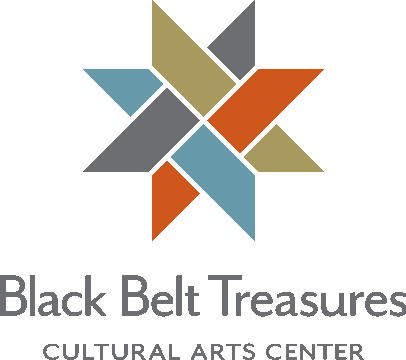 Black Belt Treasures
CULTURAL ARTS CENTER